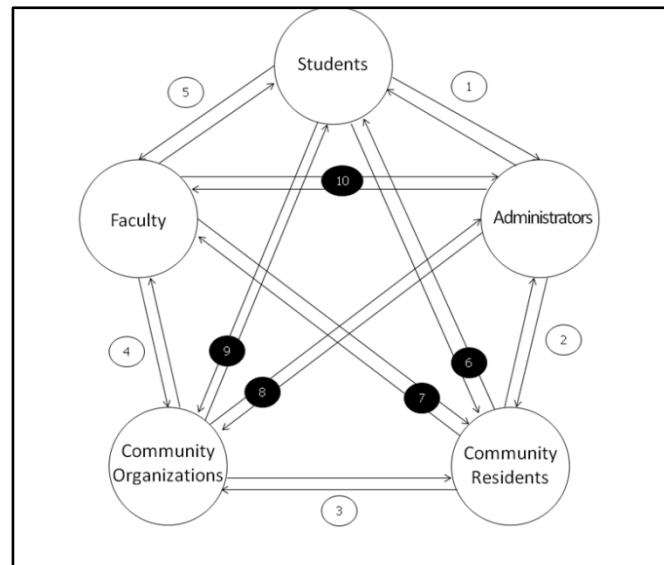 Students
5
1
10
Faculty
Administrators
4
9
6
2
8
7
Community
Organizations
Community
Residents
3